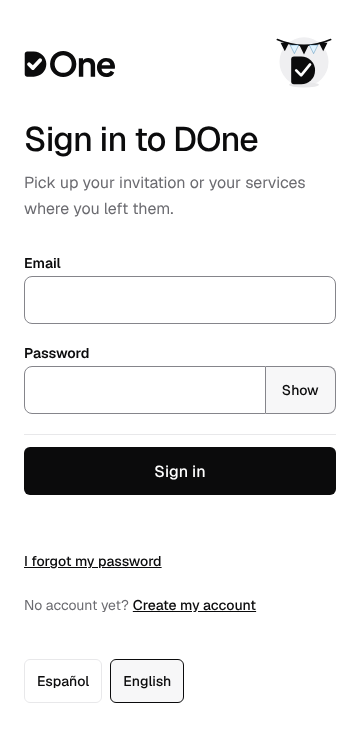 DOne
Sign in to DOne
Pick up your invitation or your services
where you left them.
Email
Password
Show
Sign in
I forgot my password
No account yet? Create my account
Español English